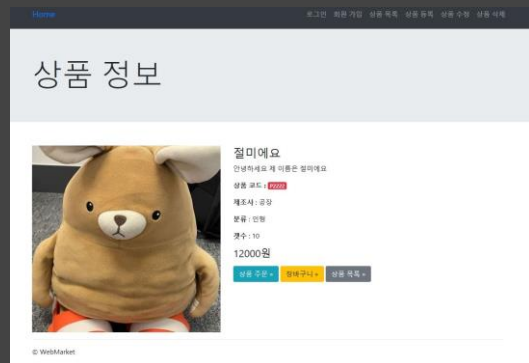 Home
로그인 회원 가입 상품 목록 상품 등록 상품 수정 상품 삭제
상품 정보
절미에요
안녕하세요 제 이름은 절미에요
상품 코드 :
제조사 : 공장
분류 : 인형
갯수 : 10
12000원
상품 주문 » 장바구니 » 상품 목록 »
© WebMarket